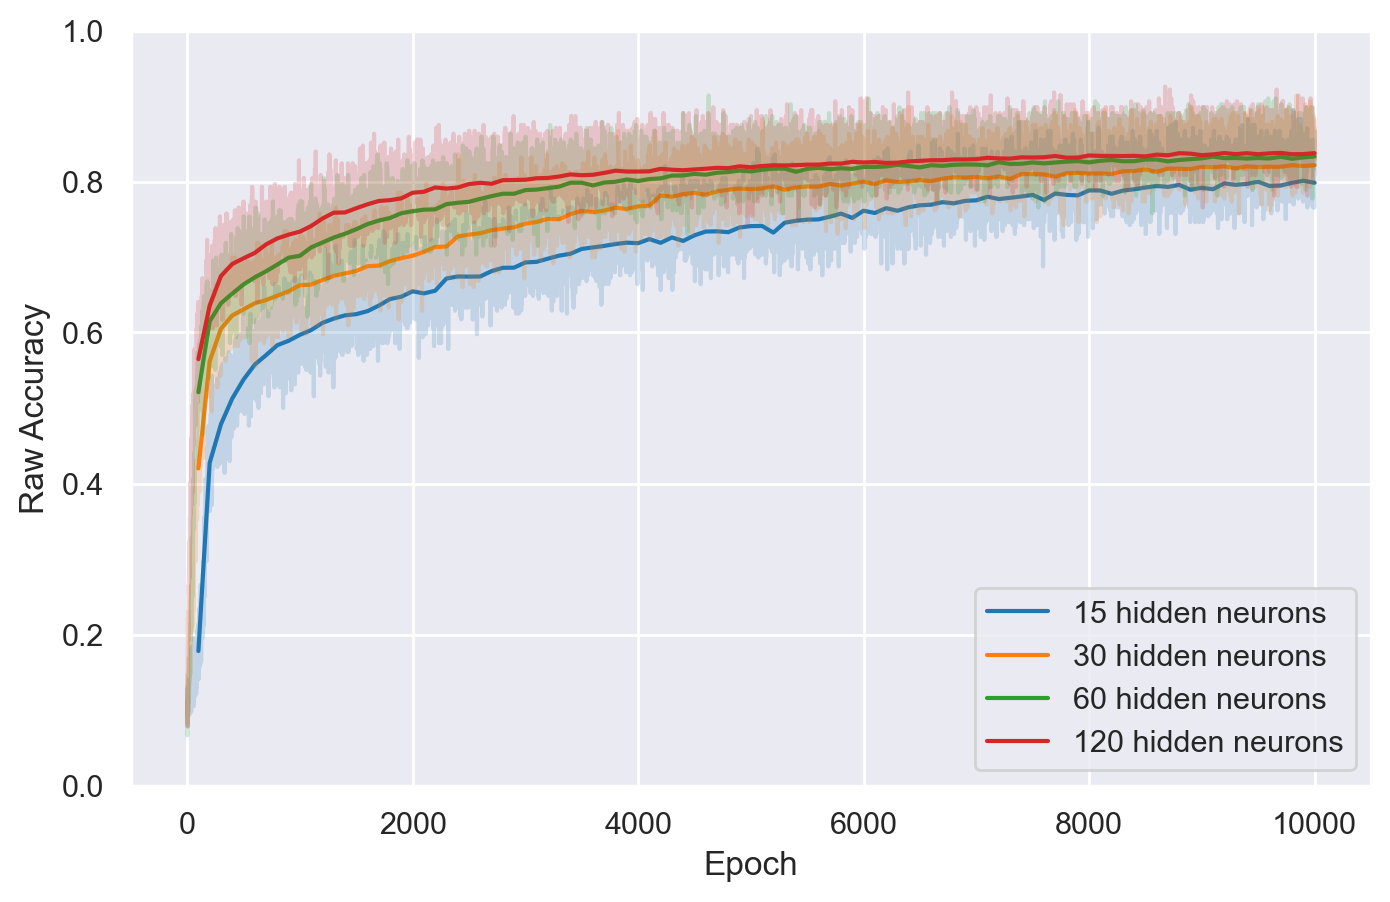 1.0
0.8
0.6
0.4
0.2
0.0
Raw Accuracy
15 hidden neurons
30 hidden neurons
60 hidden neurons
120 hidden neurons
0 2000 4000 6000 8000 10000
Epoch